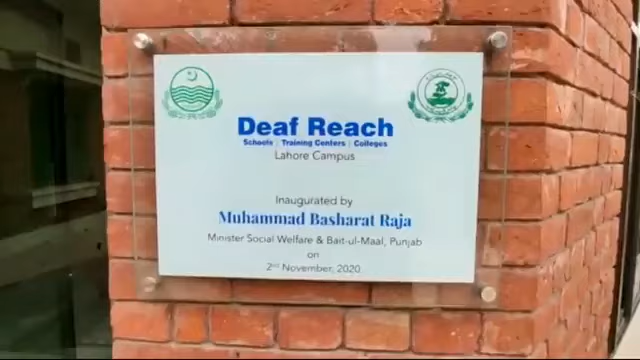 Deaf Reach
Schools | Training Centers | Colleges
Lahore Campus
Inaugurated by
Muhammad Basharat Raja
Minister Social Welfare & Bait-ul-Maal, Punjab
on
2nd November, 2020